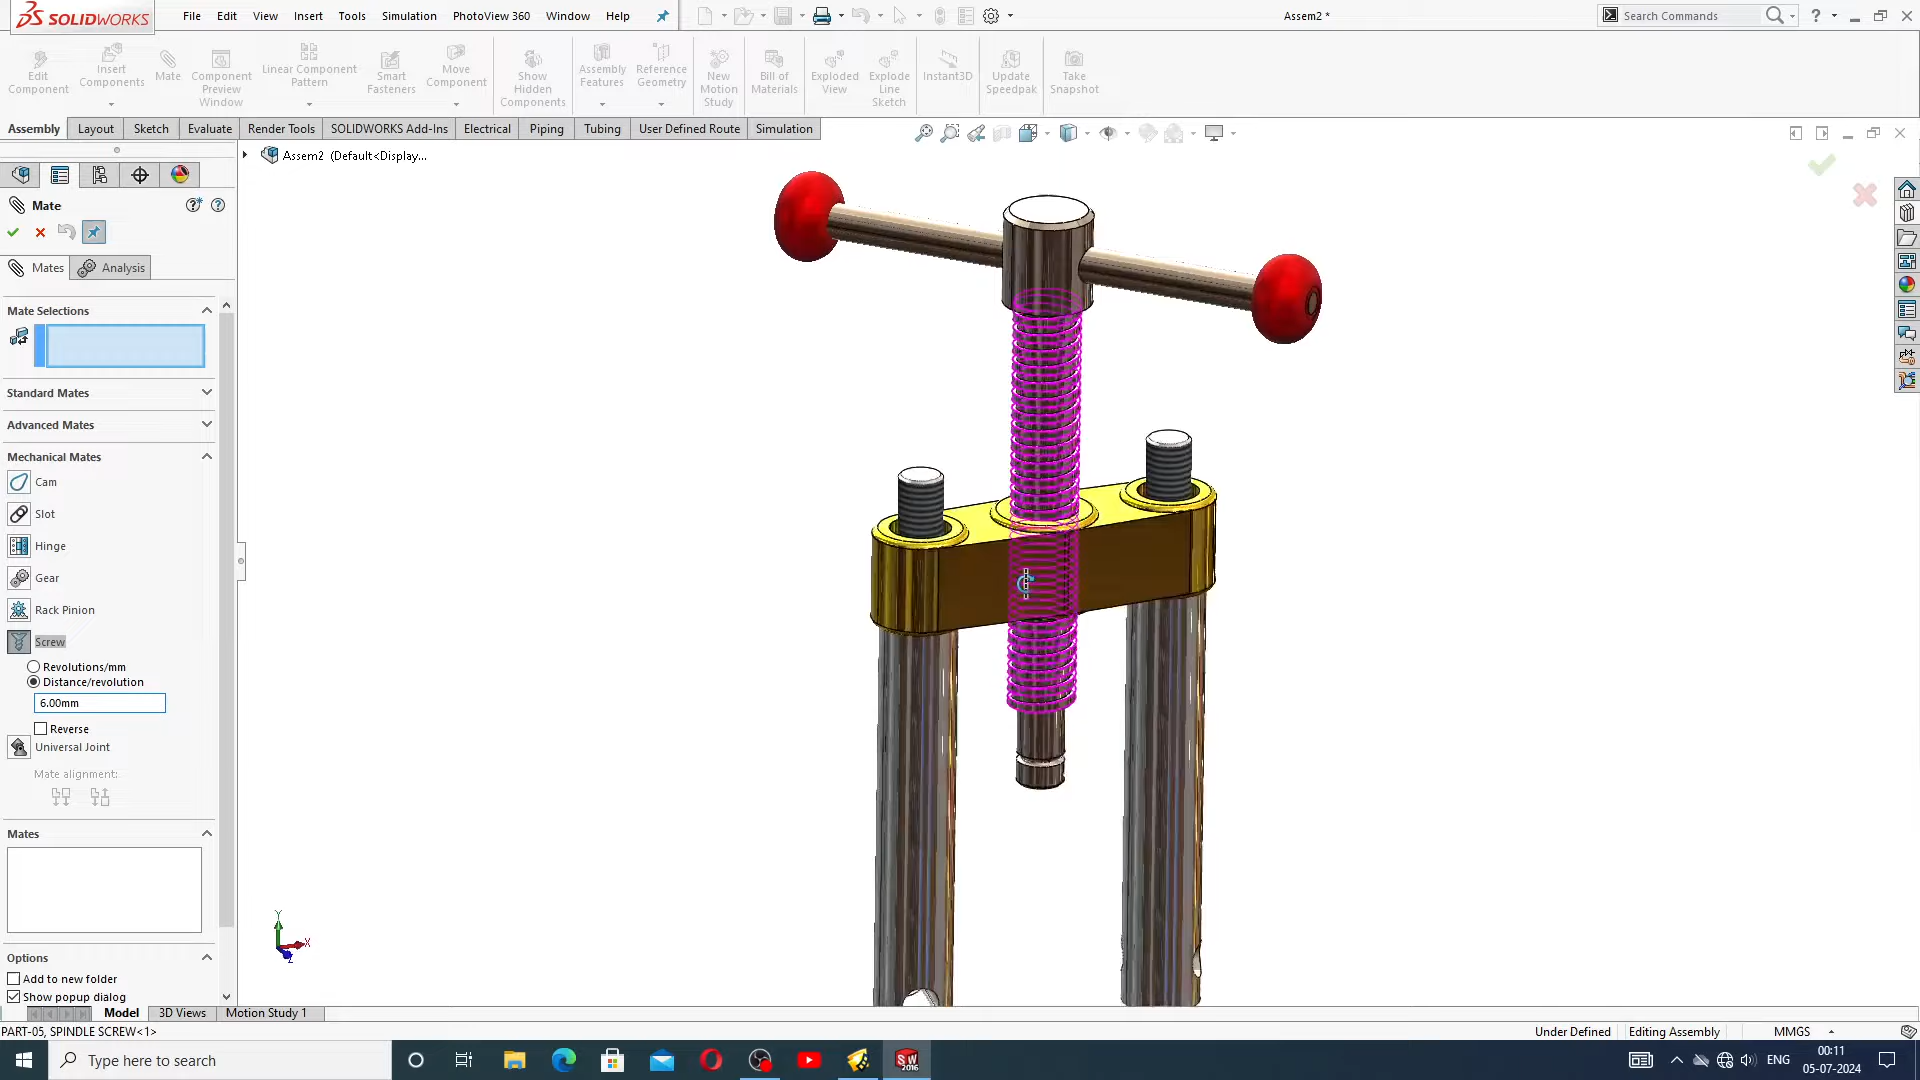 SOLIDWORKS
File Edit View Insert Tools Simulation PhotoView 360 Window Help
Assem2 *
Search Commands
Edit Component
Insert Components
Mate
Component Preview Window
Linear Component Pattern
Smart Fasteners
Move Component
Show Hidden Components
Assembly Features
Reference Geometry
New Motion Study
Bill of Materials
Exploded View
Explode Line Sketch
Instant3D
Update Speedpak
Take Snapshot
Assembly Layout Sketch Evaluate Render Tools SOLIDWORKS Add-Ins Electrical Piping Tubing User Defined Route Simulation
Assem2 (Default<Display...
Mate
Mates Analysis
Mate Selections
Standard Mates
Advanced Mates
Mechanical Mates
Cam
Slot
Hinge
Gear
Rack Pinion
Screw
Revolutions/mm
Distance/revolution
6.00mm
Reverse
Universal Joint
Mate alignment:
Mates
Options
Add to new folder
Show popup dialog
Y
X
Z
Model 3D Views Motion Study 1
PART-05, SPINDLE SCREW<1>
Under Defined Editing Assembly MMGS
Type here to search
SW
2016
ENG
00:11
05-07-2024